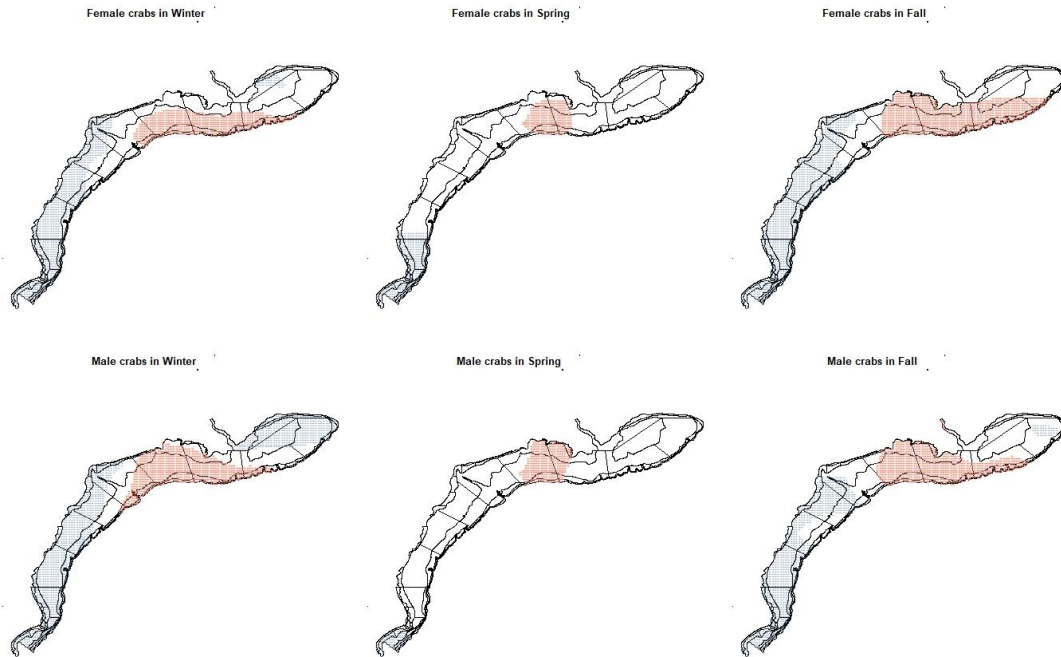 Female crabs in Winter
Female crabs in Spring
Female crabs in Fall
Male crabs in Winter
Male crabs in Spring
Male crabs in Fall